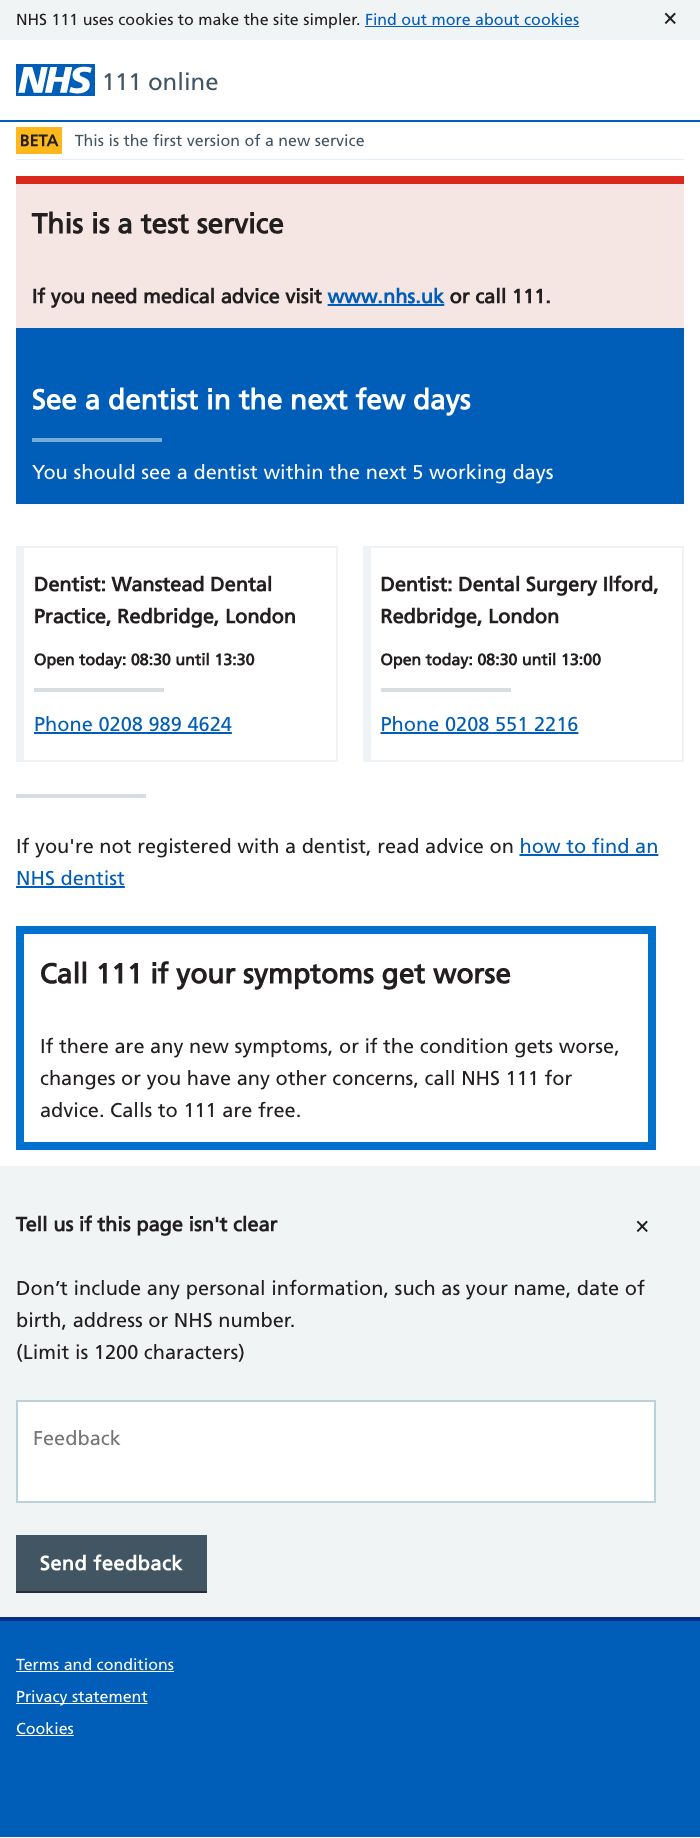 NHS 111 uses cookies to make the site simpler. Find out more about cookies ×
NHS 111 online
BETA This is the first version of a new service
This is a test service
If you need medical advice visit www.nhs.uk or call 111.
See a dentist in the next few days
You should see a dentist within the next 5 working days
Dentist: Wanstead Dental
Practice, Redbridge, London
Open today: 08:30 until 13:30
Phone 0208 989 4624
Dentist: Dental Surgery Ilford,
Redbridge, London
Open today: 08:30 until 13:00
Phone 0208 551 2216
If you're not registered with a dentist, read advice on how to find an
NHS dentist
Call 111 if your symptoms get worse
If there are any new symptoms, or if the condition gets worse,
changes or you have any other concerns, call NHS 111 for
advice. Calls to 111 are free.
Tell us if this page isn't clear ×
Don’t include any personal information, such as your name, date of
birth, address or NHS number.
(Limit is 1200 characters)
Feedback
Send feedback
Terms and conditions
Privacy statement
Cookies